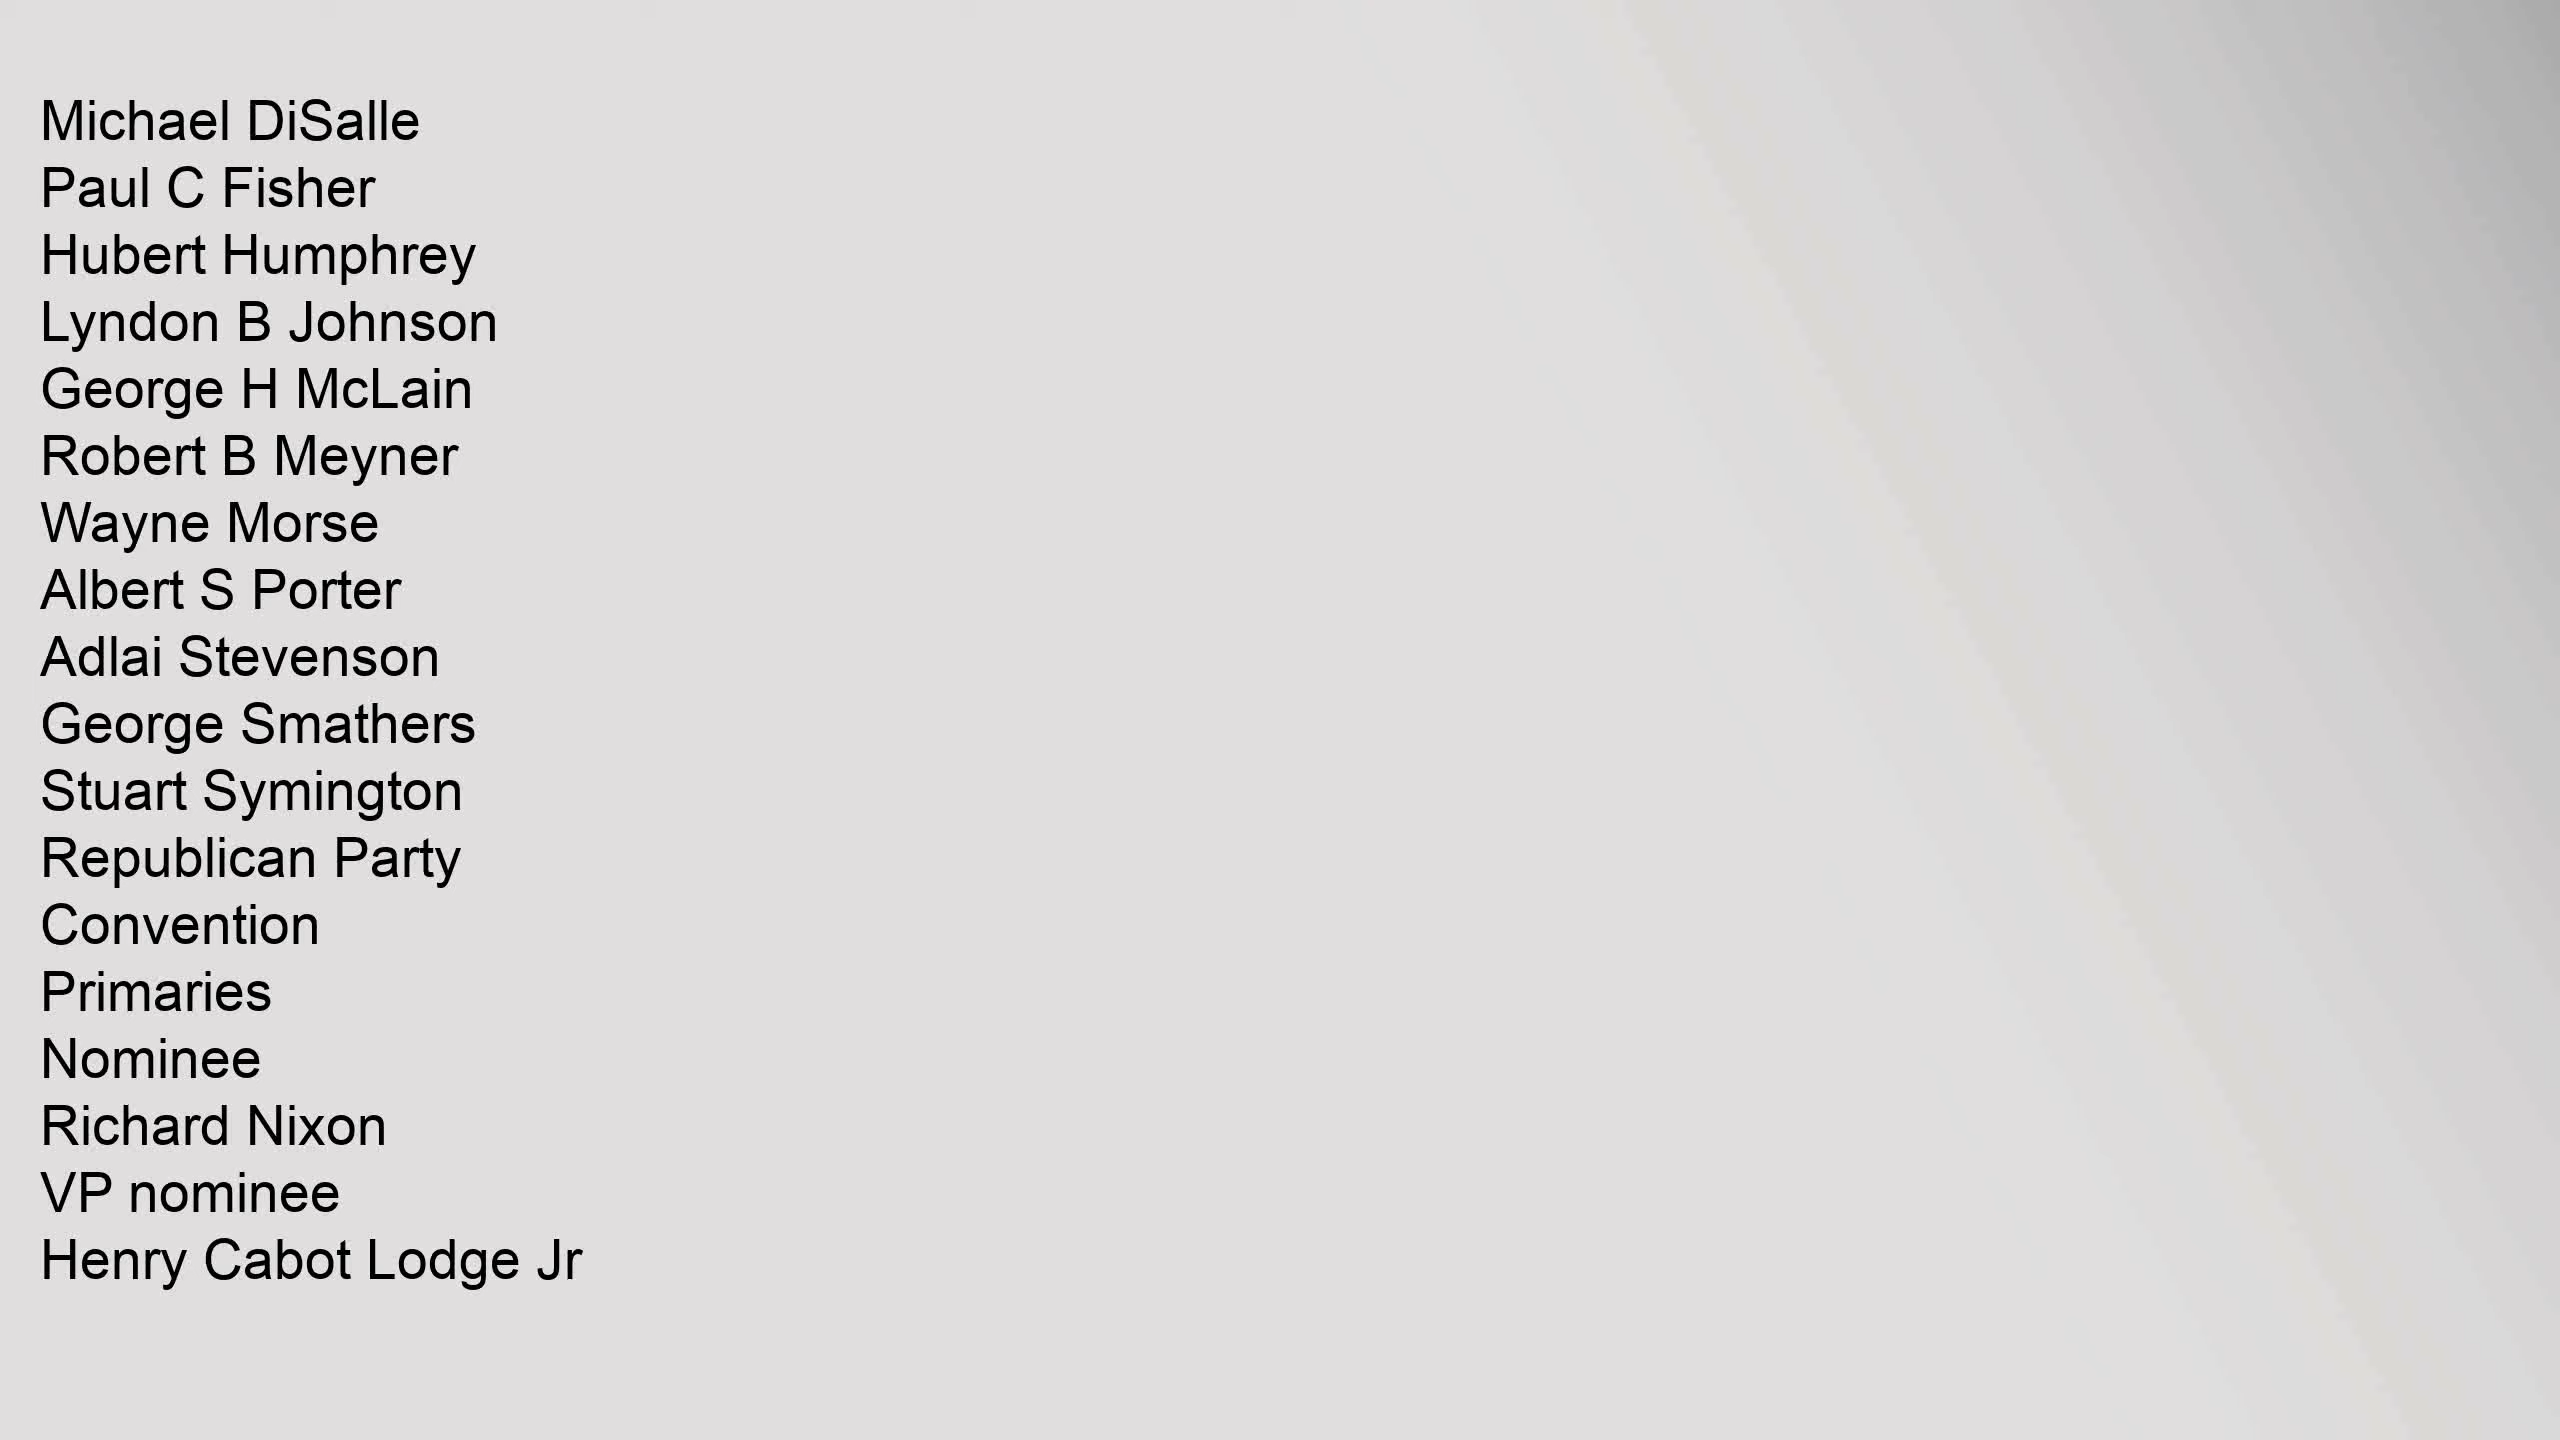 Michael DiSalle
Paul C Fisher
Hubert Humphrey
Lyndon B Johnson
George H McLain
Robert B Meyner
Wayne Morse
Albert S Porter
Adlai Stevenson
George Smathers
Stuart Symington
Republican Party
Convention
Primaries
Nominee
Richard Nixon
VP nominee
Henry Cabot Lodge Jr